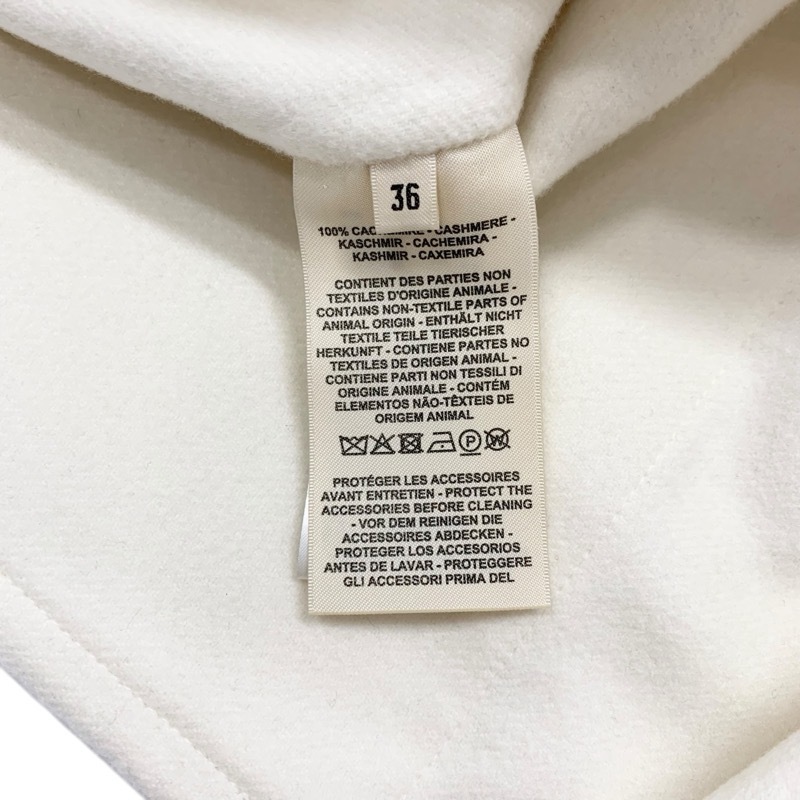 36
100% CACHEMIRE - CASHMERE -
KASCHMIR - CACHEMIRA -
KASHMIR - CAXEMIRA
CONTIENT DES PARTIES NON
TEXTILES D'ORIGINE ANIMALE -
CONTAINS NON-TEXTILE PARTS OF
ANIMAL ORIGIN - ENTHÄLT NICHT
TEXTILE TEILE TIERISCHER
HERKUNFT - CONTIENE PARTES NO
TEXTILES DE ORIGEN ANIMAL -
CONTIENE PARTI NON TESSILI DI
ORIGINE ANIMALE - CONTÉM
ELEMENTOS NÃO-TÊXTEIS DE
ORIGEM ANIMAL
P W
PROTÉGER LES ACCESSOIRES
AVANT ENTRETIEN - PROTECT THE
ACCESSORIES BEFORE CLEANING
- VOR DEM REINIGEN DIE
ACCESSOIRES ABDECKEN -
PROTEGER LOS ACCESORIOS
ANTES DE LAVAR - PROTEGGERE
GLI ACCESSORI PRIMA DEL